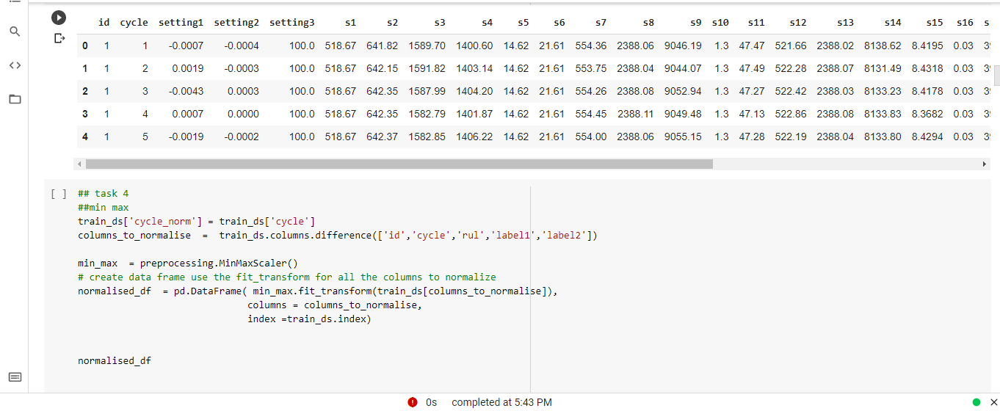 id cycle setting1 setting2 setting3 s1 s2 s3 s4 s5 s6 s7 s8 s9 s10 s11 s12 s13 s14 s15 s16 s
0 1 1 -0.0007 -0.0004 100.0 518.67 641.82 1589.70 1400.60 14.62 21.61 554.36 2388.06 9046.19 1.3 47.47 521.66 2388.02 8138.62 8.4195 0.03 39
1 1 2 0.0019 -0.0003 100.0 518.67 642.15 1591.82 1403.14 14.62 21.61 553.75 2388.04 9044.07 1.3 47.49 522.28 2388.07 8131.49 8.4318 0.03 39
2 1 3 -0.0043 0.0003 100.0 518.67 642.35 1587.99 1404.20 14.62 21.61 554.26 2388.08 9052.94 1.3 47.27 522.42 2388.03 8133.23 8.4178 0.03 39
3 1 4 0.0007 0.0000 100.0 518.67 642.35 1582.79 1401.87 14.62 21.61 554.45 2388.11 9049.48 1.3 47.13 522.86 2388.08 8133.83 8.3682 0.03 39
4 1 5 -0.0019 -0.0002 100.0 518.67 642.37 1582.85 1406.22 14.62 21.61 554.00 2388.06 9055.15 1.3 47.28 522.19 2388.04 8133.80 8.4294 0.03 39
[ ] ## task 4
##min max
train_ds['cycle_norm'] = train_ds['cycle']
columns_to_normalise  =  train_ds.columns.difference(['id','cycle','rul','label1','label2'])
min_max  = preprocessing.MinMaxScaler()
# create data frame use the fit_transform for all the columns to normalize
normalised_df  = pd.DataFrame( min_max.fit_transform(train_ds[columns_to_normalise]),
columns = columns_to_normalise,
index =train_ds.index)
normalised_df
0s completed at 5:43 PM